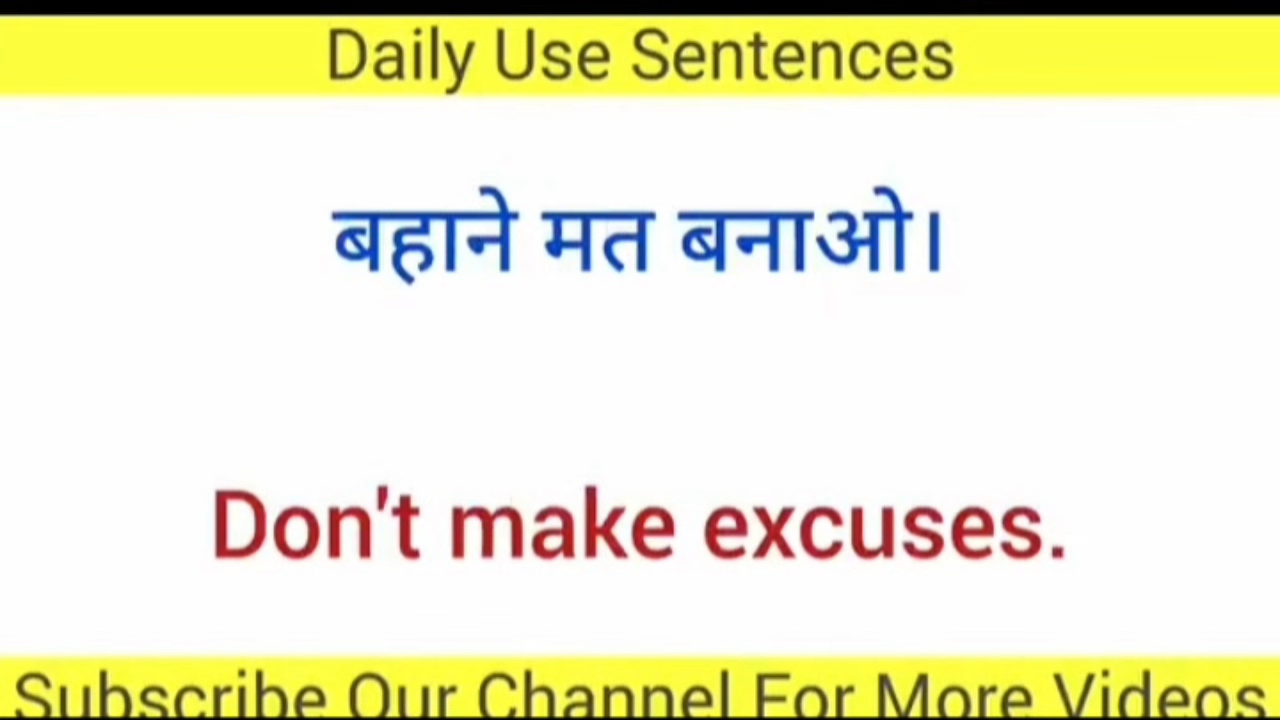 Daily Use Sentences
बहाने मत बनाओ।
Don't make excuses.
Subscribe Our Channel For More Videos